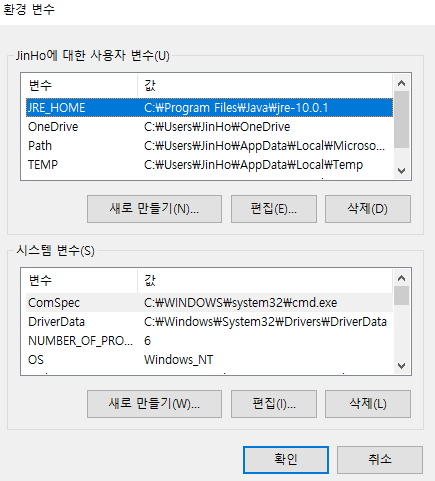 환경 변수
JinHo에 대한 사용자 변수(U)
변수 값
JRE_HOME C:₩Program Files₩Java₩jre-10.0.1
OneDrive C:₩Users₩JinHo₩OneDrive
Path C:₩Users₩JinHo₩AppData₩Local₩Microso...
TEMP C:₩Users₩JinHo₩AppData₩Local₩Temp
새로 만들기(N)... 편집(E)... 삭제(D)
시스템 변수(S)
변수 값
ComSpec C:₩WINDOWS₩system32₩cmd.exe
DriverData C:₩Windows₩System32₩Drivers₩DriverData
NUMBER_OF_PRO... 6
OS Windows_NT
새로 만들기(W)... 편집(I)... 삭제(L)
확인 취소